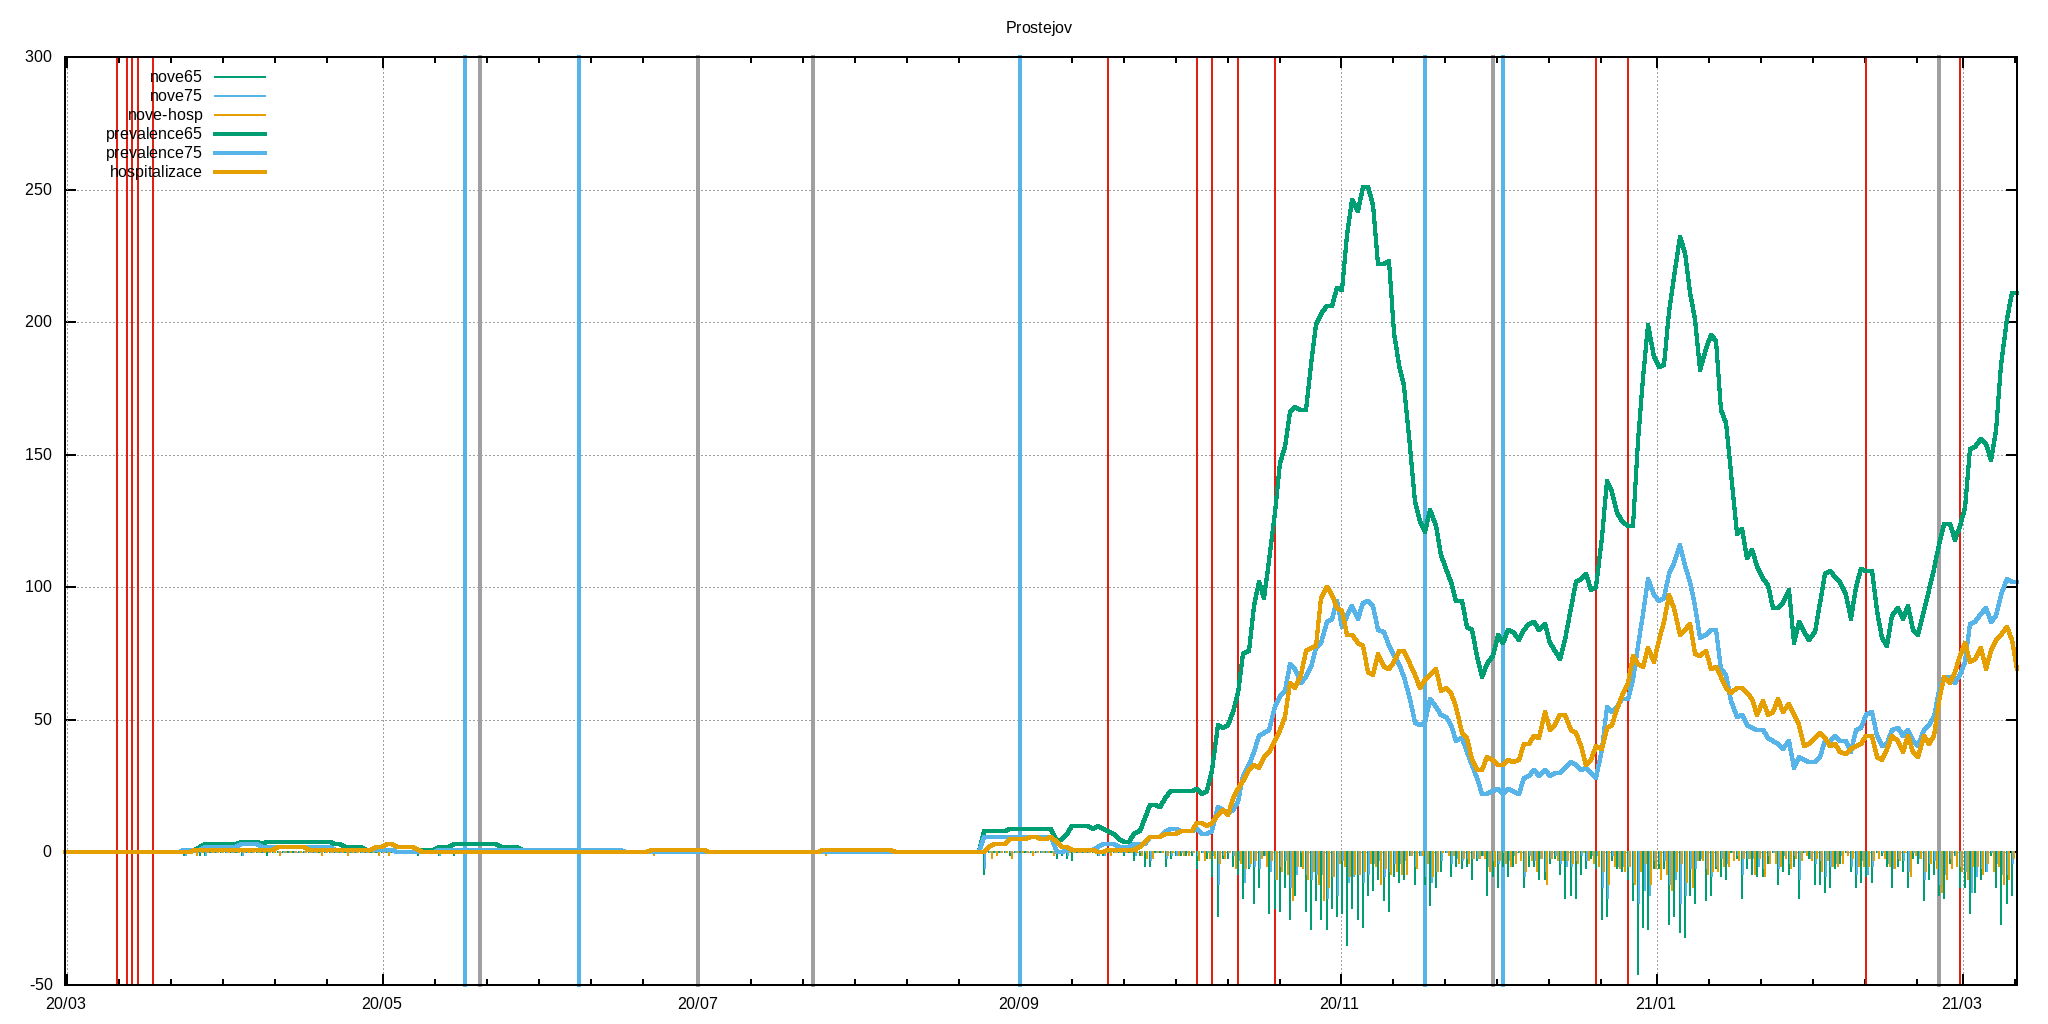 Prostejov
300
250
200
150
100
50
0
-50
nove65
nove75
nove-hosp
prevalence65
prevalence75
hospitalizace
20/03 20/05 20/07 20/09 20/11 21/01 21/03